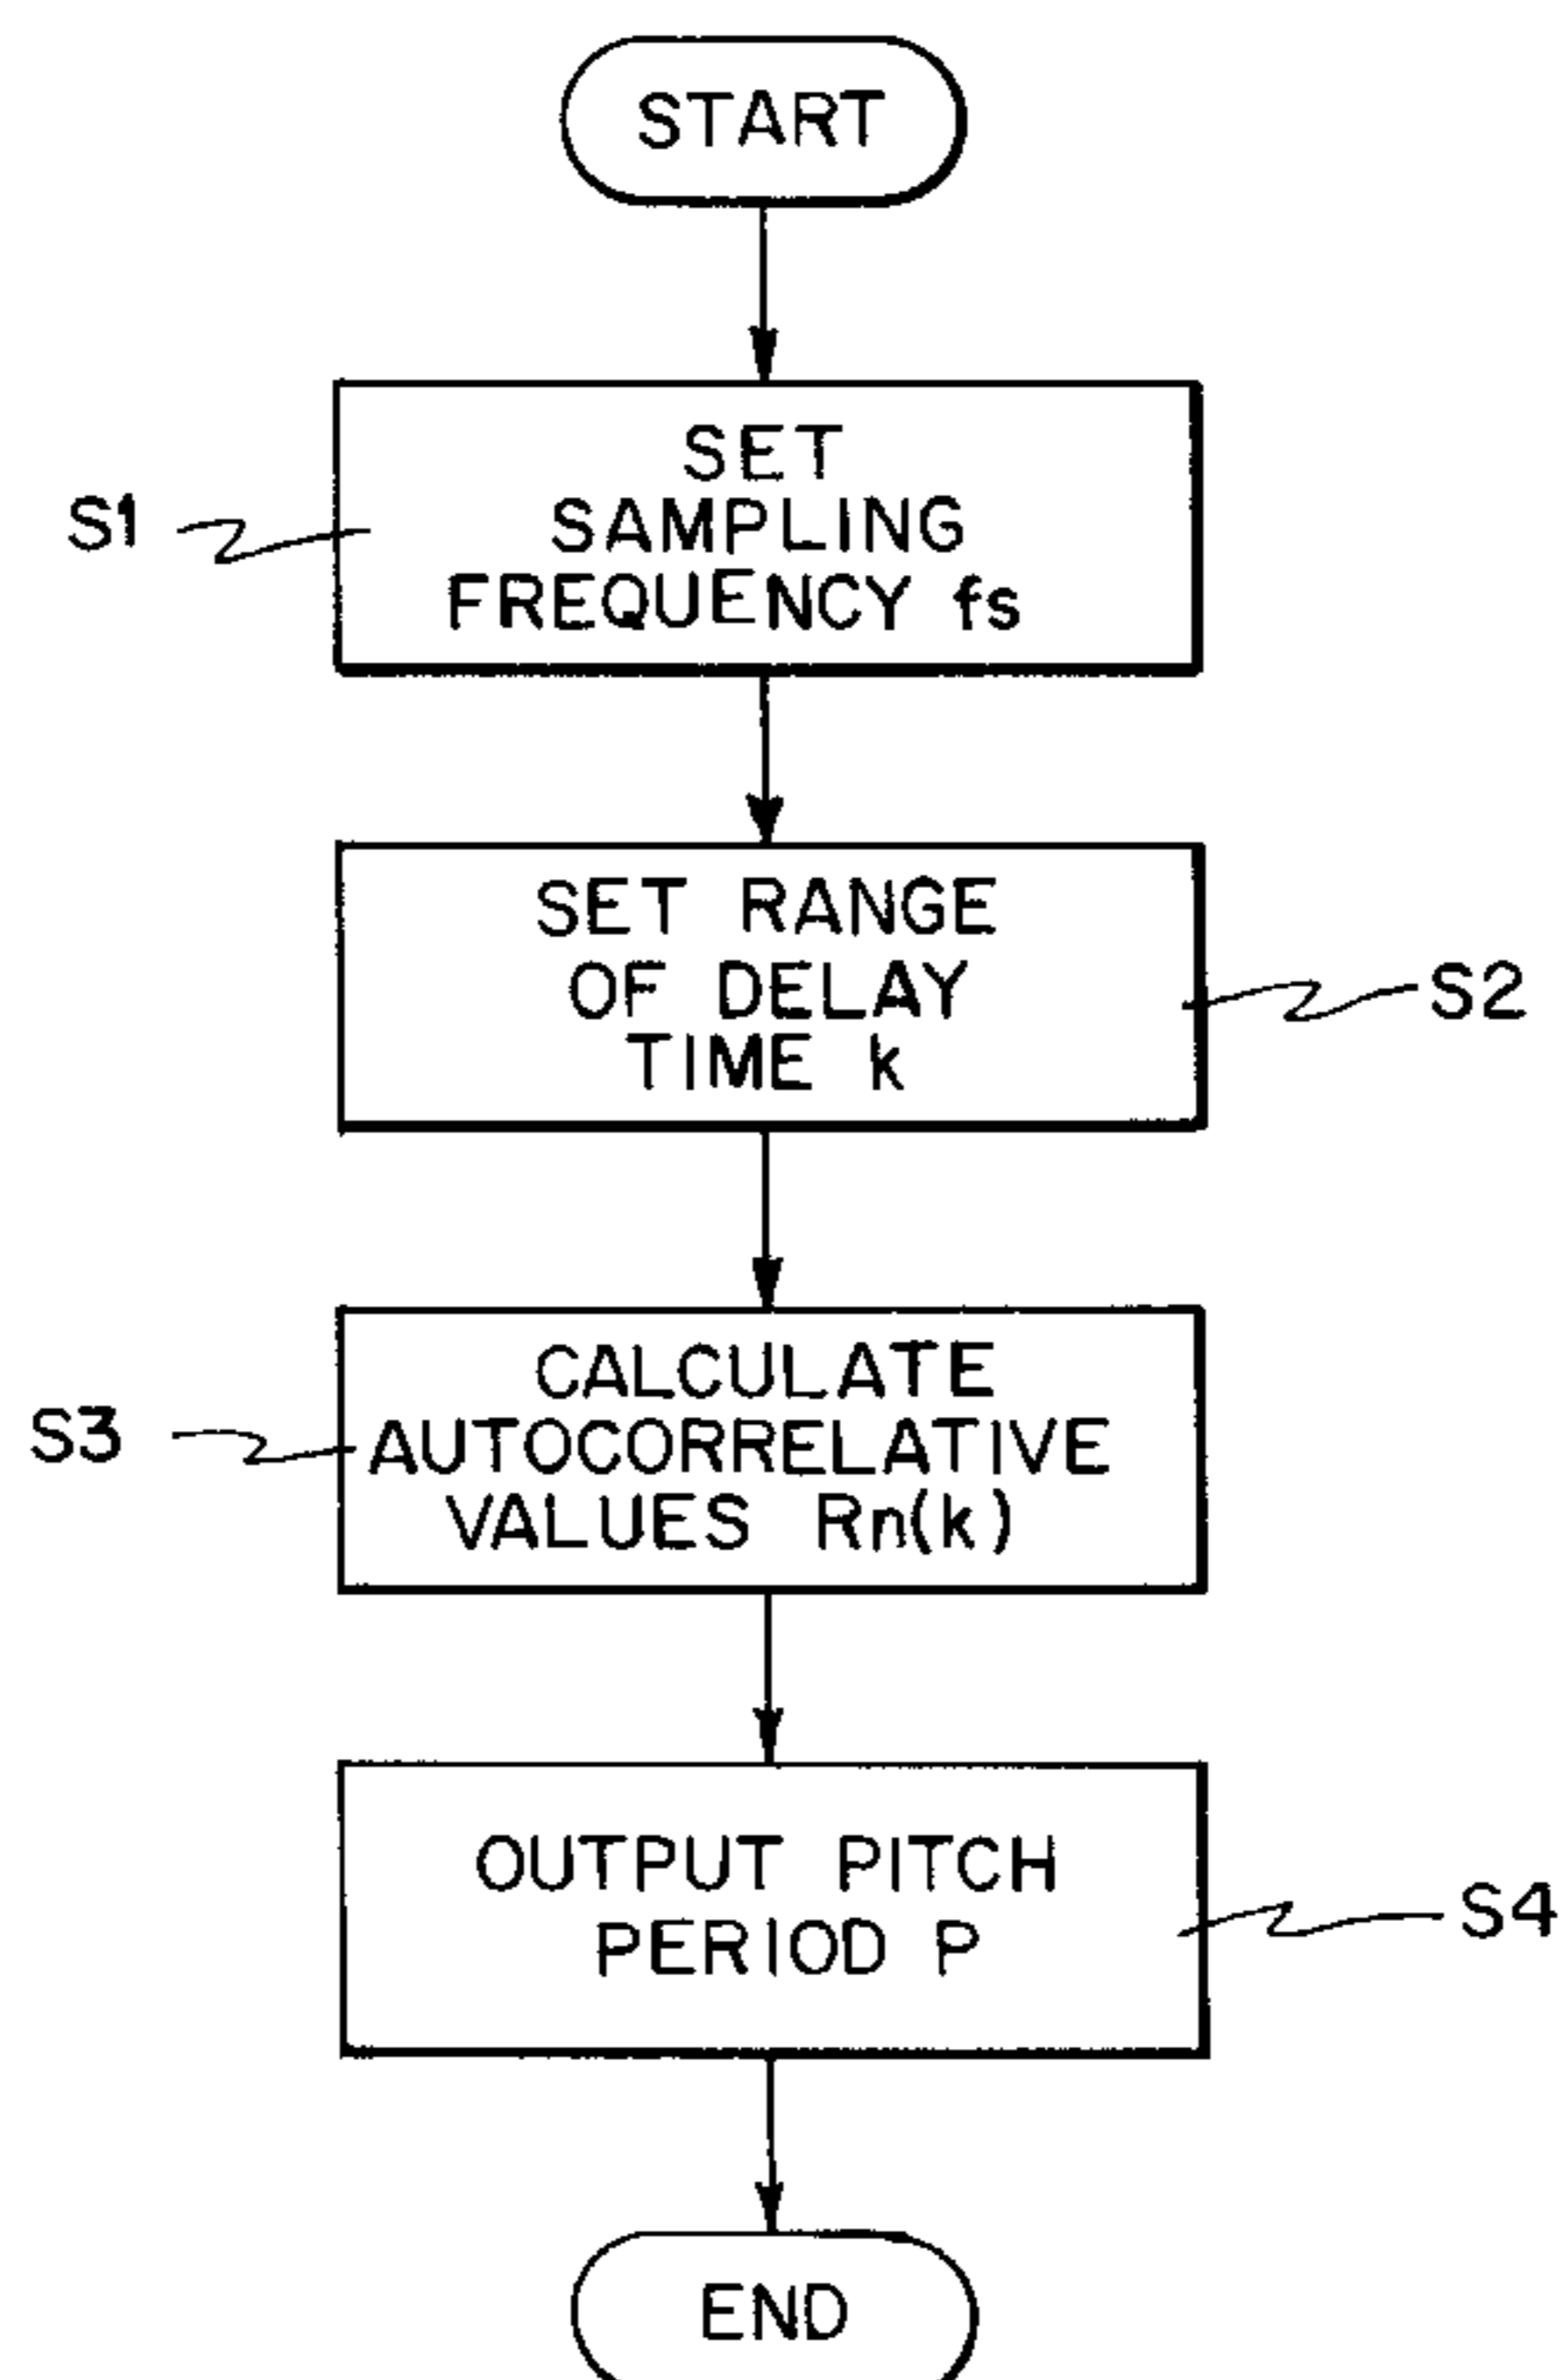 START
SET
SAMPLING
FREQUENCY fs
S1
SET RANGE
OF DELAY
TIME k
S2
CALCULATE
AUTOCORRELATIVE
VALUES Rn(k)
S3
OUTPUT PITCH
PERIOD P
S4
END